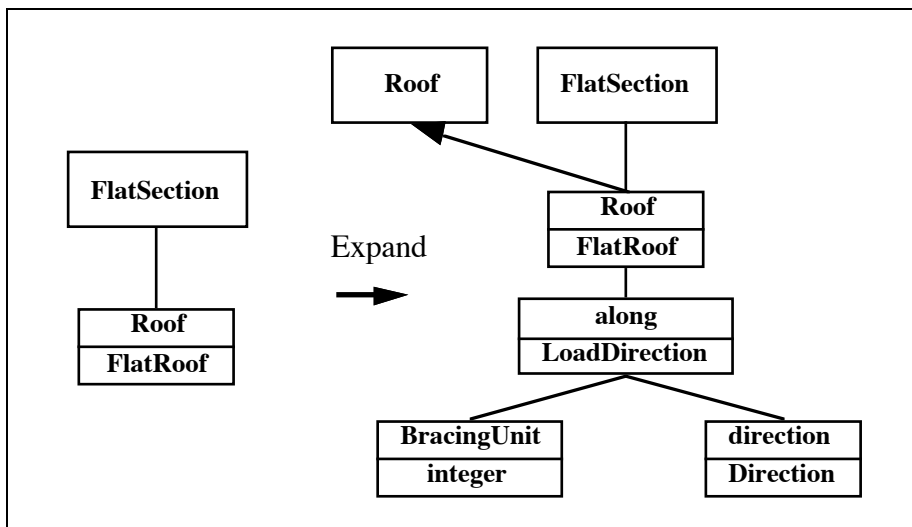 FlatSection
Roof
FlatRoof
Expand
Roof
FlatSection
Roof
FlatRoof
along
LoadDirection
BracingUnit
integer
direction
Direction